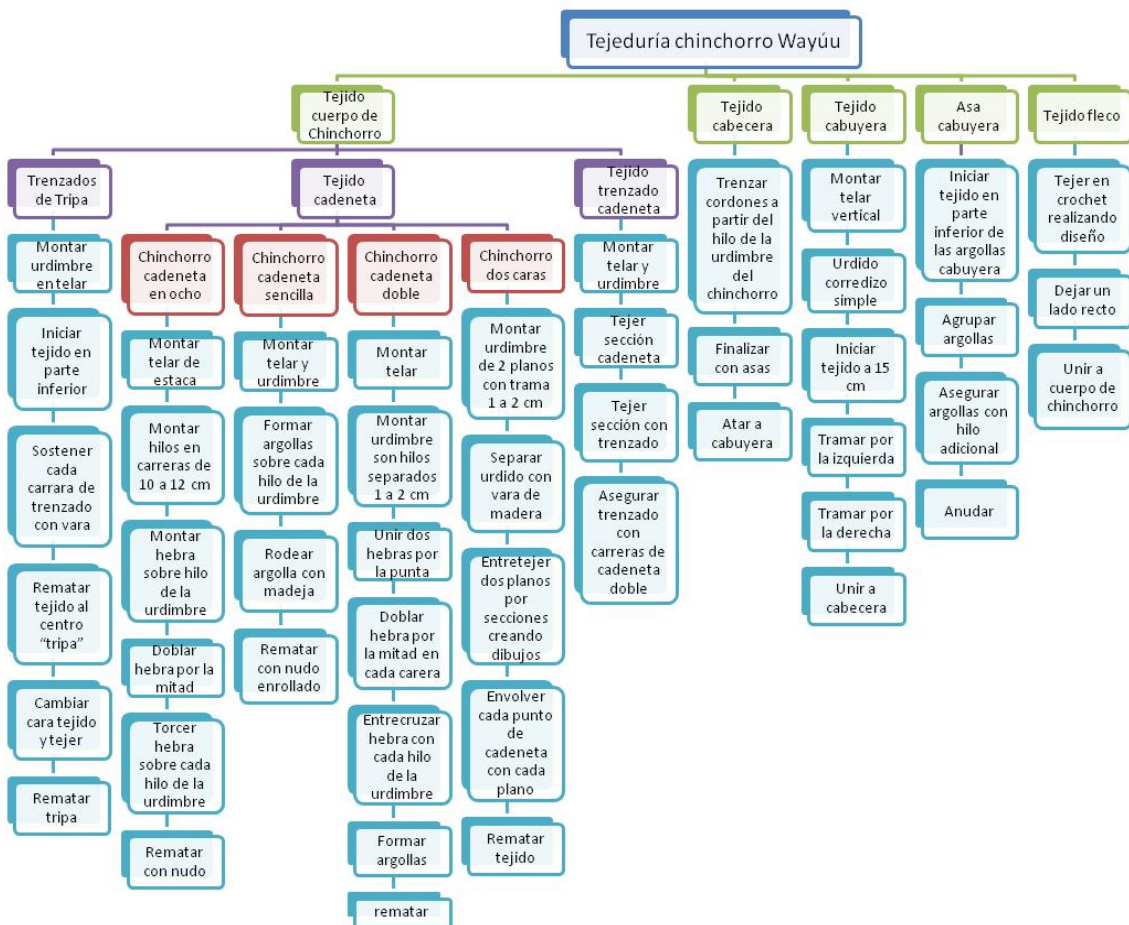 Tejeduría chinchorro Wayúu
Tejido
cuerpo de
Chinchorro
Trenzados
de Tripa
Montar
urdimbre
en telar
Iniciar
tejido en
parte
inferior
Sostener
cada
carrara de
trenzado
con vara
Rematar
tejido al
centro
"tripa"
Cambiar
cara tejido
y tejer
Rematar
tripa
Tejido
cadeneta
Chinchorro
cadeneta
en ocho
Montar
telar de
estaca
Montar
hilos en
carreras de
10 a 12 cm
Montar
hebra
sobre hilo
de la
urdimbre
Doblar
hebra por la
mitad
Torcer
hebra
sobre cada
hilo de la
urdimbre
Rematar
con nudo
Chinchorro
cadeneta
sencilla
Montar
telar y
urdimbre
Formar
argollas
sobre cada
hilo de la
urdimbre
Rodear
argolla con
madeja
Rematar
con nudo
enrollado
Chinchorro
cadeneta
doble
Montar
telar
Montar
urdimbre
son hilos
separados
1 a 2 cm
Unir dos
hebras por
la punta
Doblar
hebra por
la mitad
en cada
carera
Entrecruzar
hebra con
cada hilo
de la
urdimbre
Formar
argollas
rematar
Chinchorro
dos caras
Montar
urdimbre
de 2 planos
con trama
1 a 2 cm
Separar
urdido con
vara de
madera
Entretejer
dos planos
por
secciones
creando
dibujos
Envolver
cada punto
de
cadeneta
con cada
plano
Rematar
tejido
Tejido
trenzado
cadeneta
Montar
telar y
urdimbre
Tejer
sección
cadeneta
Tejer
sección con
trenzado
Asegurar
trenzado
con
carreras de
cadeneta
doble
Tejido
cabecera
Trenzar
cordones a
partir del
hilo de la
urdimbre
del
chinchorro
Finalizar
con asas
Atar a
cabuyera
Tejido
cabuyera
Montar
telar
vertical
Urdido
corredizo
simple
Iniciar
tejido a 15
cm
Tramar por
la izquierda
Tramar por
la derecha
Unir a
cabecera
Asa
cabuyera
Iniciar
tejido en
parte
inferior de
las argollas
cabuyera
Agrupar
argollas
Asegurar
argollas con
hilo
adicional
Anudar
Tejido fleco
Tejer en
crochet
realizando
diseño
Dejar un
lado recto
Unir a
cuerpo de
chinchorro